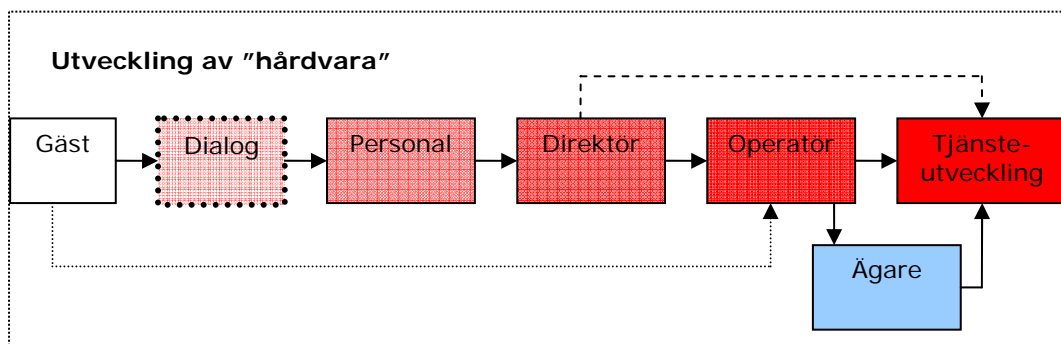 Utveckling av ”hårdvara”
Gäst
Dialog
Personal
Direktör
Operatör
Tjänste-
utveckling
Ägare